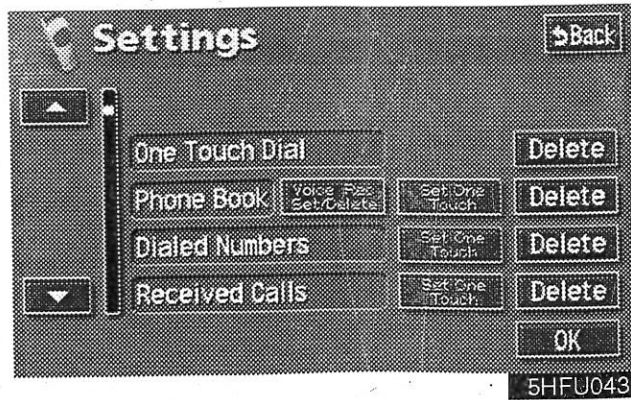 Settings
Back
One Touch Dial
Delete
Phone Book
Voice Rec
Set/Delete
Set One
Touch
Delete
Dialed Numbers
Set One
Touch
Delete
Received Calls
Set One
Touch
Delete
OK
5HFU043